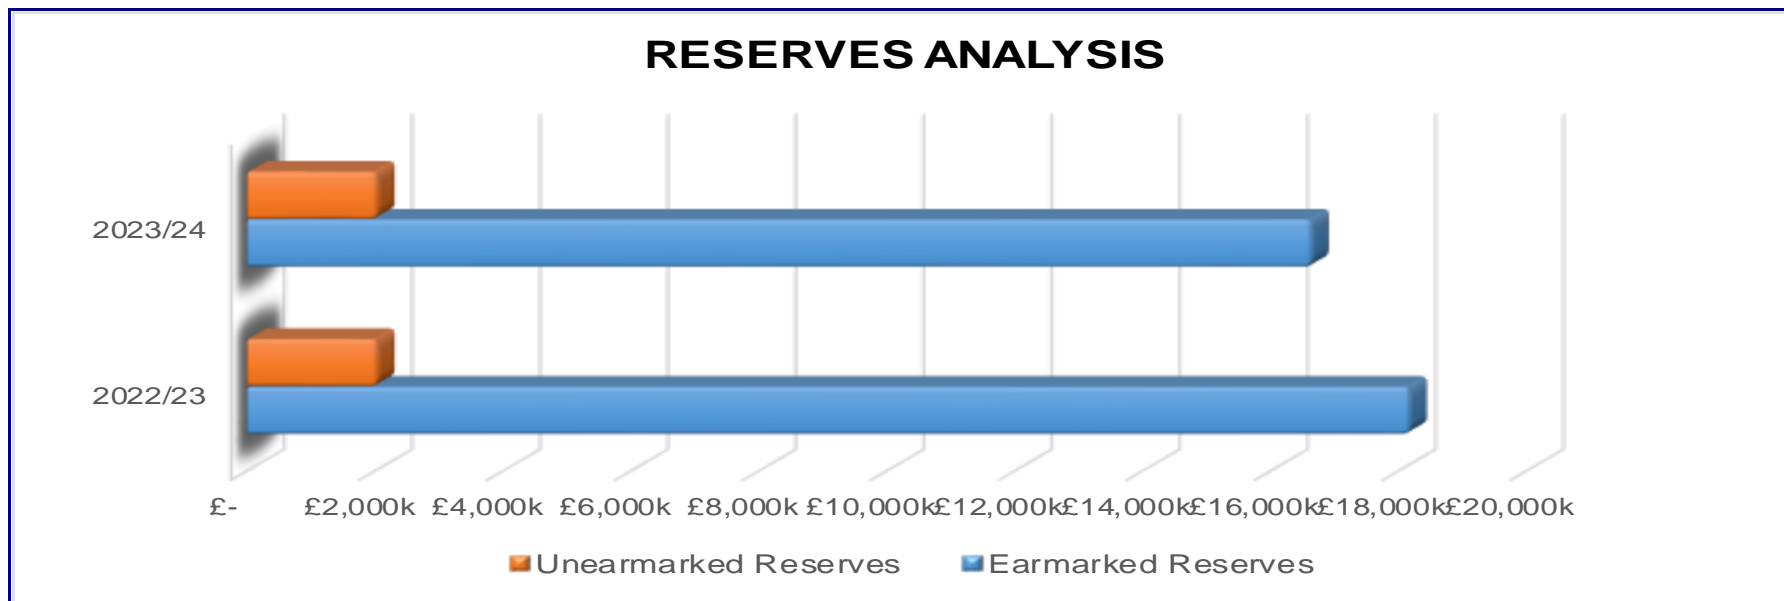 RESERVES ANALYSIS
2023/24
2022/23
£- £2,000k £4,000k £6,000k £8,000k £10,000k £12,000k £14,000k £16,000k £18,000k £20,000k
Unearmarked Reserves Earmarked Reserves